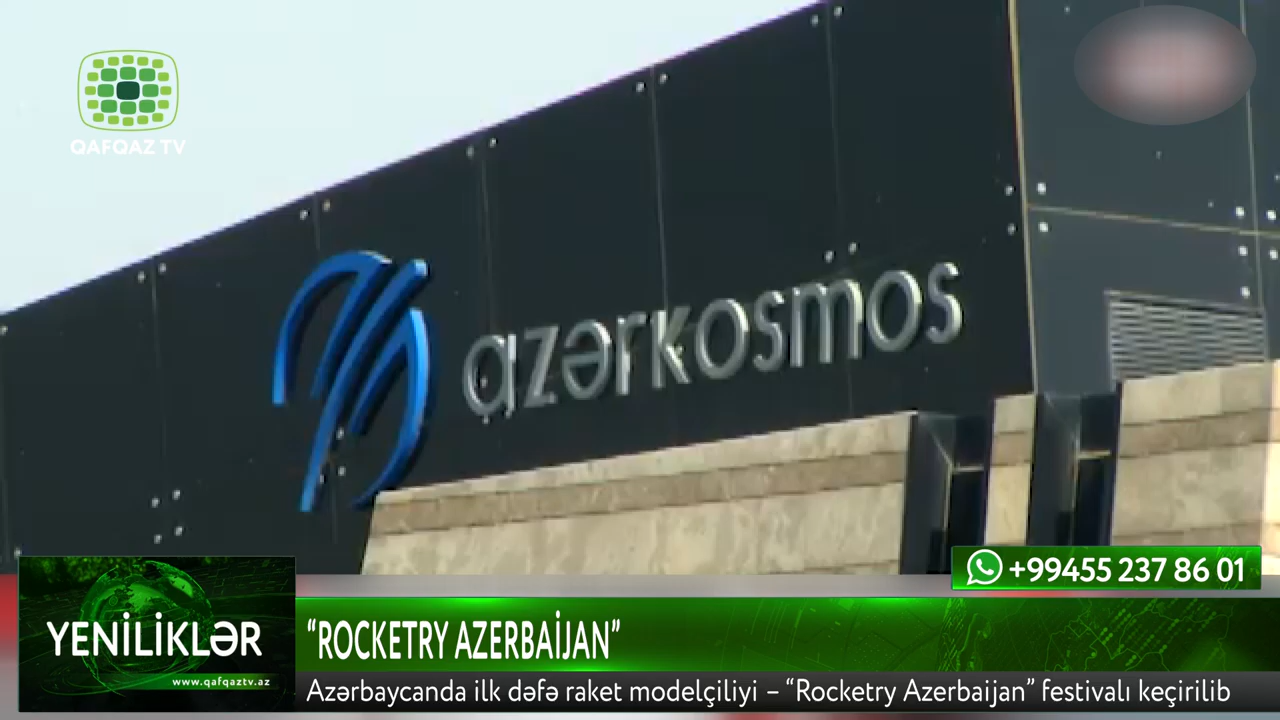 QAFQAZ TV
azərkosmos
+99455 237 86 01
YENİLİKLƏR
www.qafqaztv.az
“ROCKETRY AZERBAİJAN”
Azərbaycanda ilk dəfə raket modelçiliyi – “Rocketry Azerbaijan” festivalı keçirilib